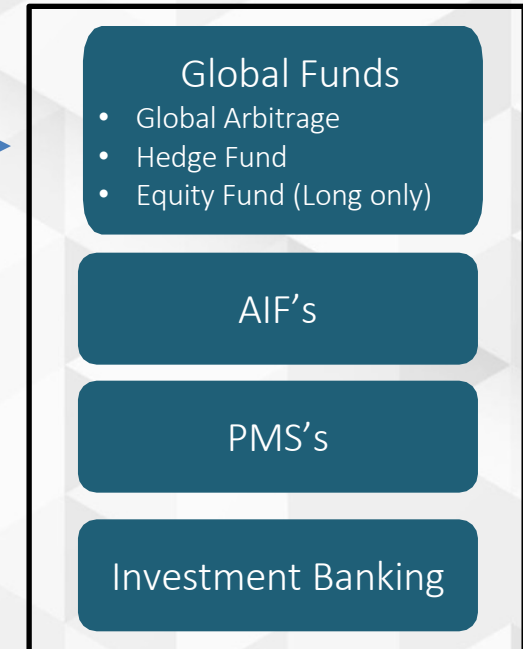 Global Funds
• Global Arbitrage
• Hedge Fund
• Equity Fund (Long only)
AIF’s
PMS’s
Investment Banking